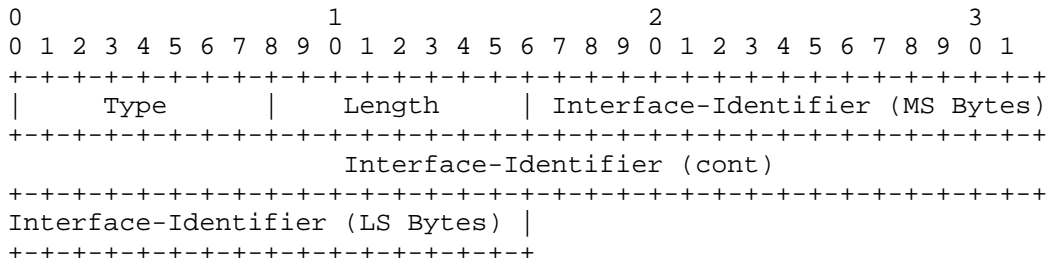 0                   1                   2                   3
0 1 2 3 4 5 6 7 8 9 0 1 2 3 4 5 6 7 8 9 0 1 2 3 4 5 6 7 8 9 0 1
+-+-+-+-+-+-+-+-+-+-+-+-+-+-+-+-+-+-+-+-+-+-+-+-+-+-+-+-+-+-+-+-+
|     Type      |    Length     | Interface-Identifier (MS Bytes)
+-+-+-+-+-+-+-+-+-+-+-+-+-+-+-+-+-+-+-+-+-+-+-+-+-+-+-+-+-+-+-+-+
                     Interface-Identifier (cont)
+-+-+-+-+-+-+-+-+-+-+-+-+-+-+-+-+-+-+-+-+-+-+-+-+-+-+-+-+-+-+-+-+
Interface-Identifier (LS Bytes) |
+-+-+-+-+-+-+-+-+-+-+-+-+-+-+-+-+